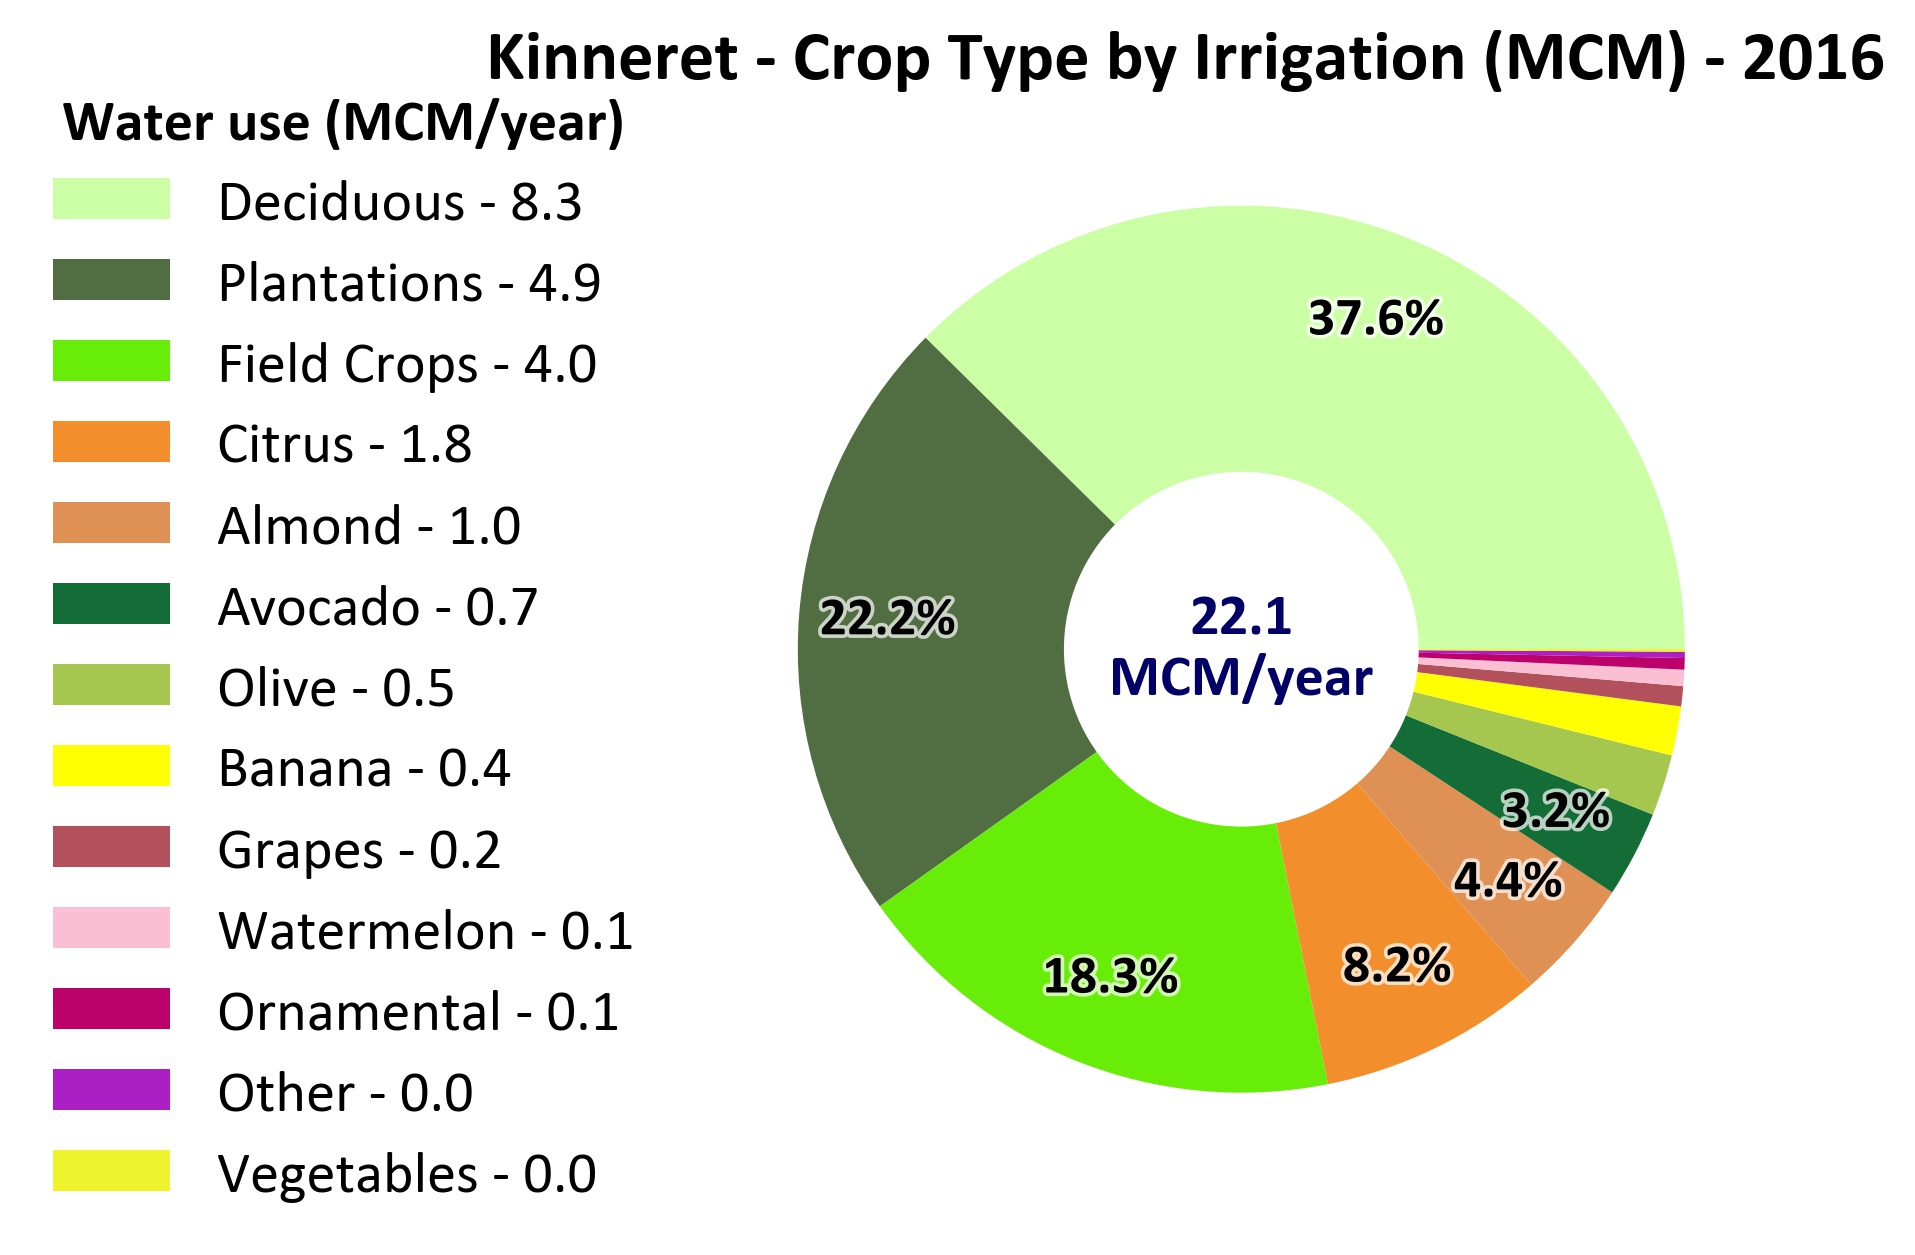 Kinneret - Crop Type by Irrigation (MCM) - 2016
Water use (MCM/year)
Deciduous - 8.3
Plantations - 4.9
Field Crops - 4.0
Citrus - 1.8
Almond - 1.0
Avocado - 0.7
Olive - 0.5
Banana - 0.4
Grapes - 0.2
Watermelon - 0.1
Ornamental - 0.1
Other - 0.0
Vegetables - 0.0
37.6%
22.2%
22.1
MCM/year
3.2%
4.4%
8.2%
18.3%